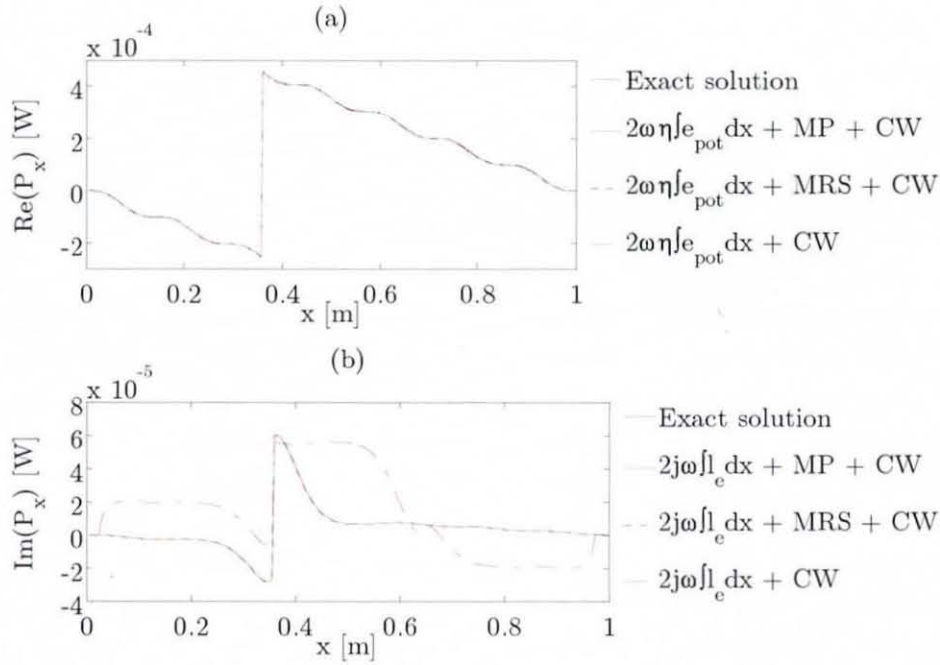 (a)
x 10⁻⁴
Re(Pₓ) [W]
4
2
0
-2
0 0.2 0.4 0.6 0.8 1
x [m]
Exact solution
2ωη∫e_pot dx + MP + CW
2ωη∫e_pot dx + MRS + CW
2ωη∫e_pot dx + CW
(b)
x 10⁻⁵
Im(Pₓ) [W]
8
6
4
2
0
-2
-4
0 0.2 0.4 0.6 0.8 1
x [m]
Exact solution
2jω∫l_e dx + MP + CW
2jω∫l_e dx + MRS + CW
2jω∫l_e dx + CW